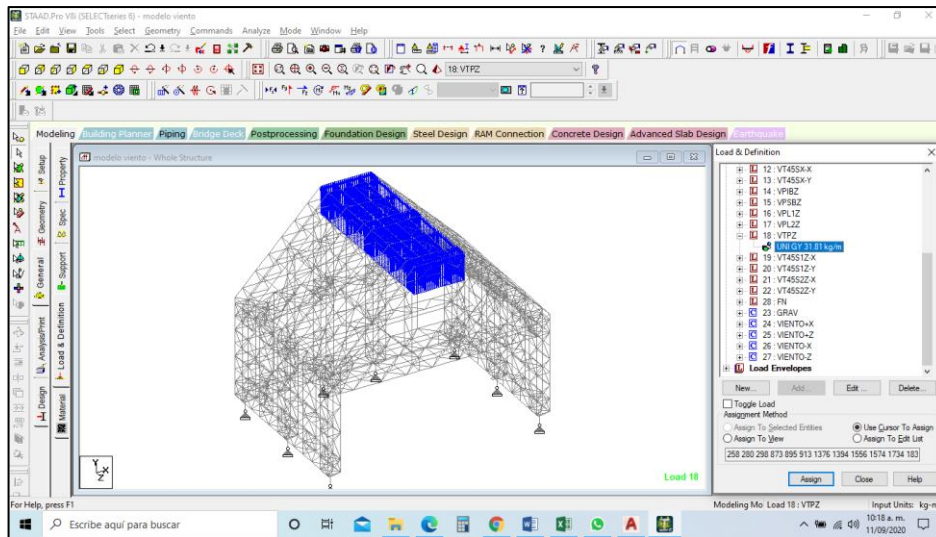 STAAD.Pro V8i (SELECTseries 6) - modelo viento
File Edit View Tools Select Geometry Commands Analyze Mode Window Help
18: VTPZ
Modeling Building Planner Piping Bridge Deck Postprocessing Foundation Design Steel Design RAM Connection Concrete Design Advanced Slab Design Earthquake
Setup
Geometry
General
Analysis/Print
Design
Property
Spec
Support
Load & Definition
Material
modelo viento - Whole Structure
Y
X
Z
Load 18
Load & Definition
12 : VT45SX-X
13 : VT45SX-Y
14 : VPIBZ
15 : VPSBZ
16 : VPL1Z
17 : VPL2Z
18 : VTPZ
UNI GY 31.81 kg/m
19 : VT45S1Z-X
20 : VT45S1Z-Y
21 : VT45S2Z-X
22 : VT45S2Z-Y
28 : FN
23 : GRAV
24 : VIENTO+X
25 : VIENTO+Z
26 : VIENTO-X
27 : VIENTO-Z
Load Envelopes
New... Add... Edit ... Delete...
Toggle Load
Assignment Method
Assign To Selected Entities Use Cursor To Assign
Assign To View Assign To Edit List
258 280 298 873 895 913 1376 1394 1556 1574 1734 183
Assign Close Help
For Help, press F1
Modeling Mo Load 18 : VTPZ Input Units: kg-m
Escribe aquí para buscar
10:18 a. m.
11/09/2020